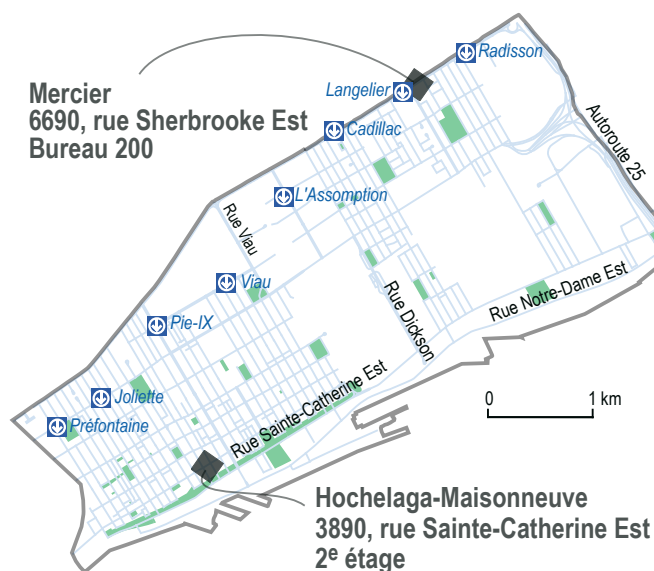 Radisson
Mercier
6690, rue Sherbrooke Est
Bureau 200
Langelier
Cadillac
Autoroute 25
L'Assomption
Rue Viau
Viau
Rue Notre-Dame Est
Rue Dickson
Pie-IX
Joliette
Préfontaine
Rue Sainte-Catherine Est
0 1 km
Hochelaga-Maisonneuve
3890, rue Sainte-Catherine Est
2e étage